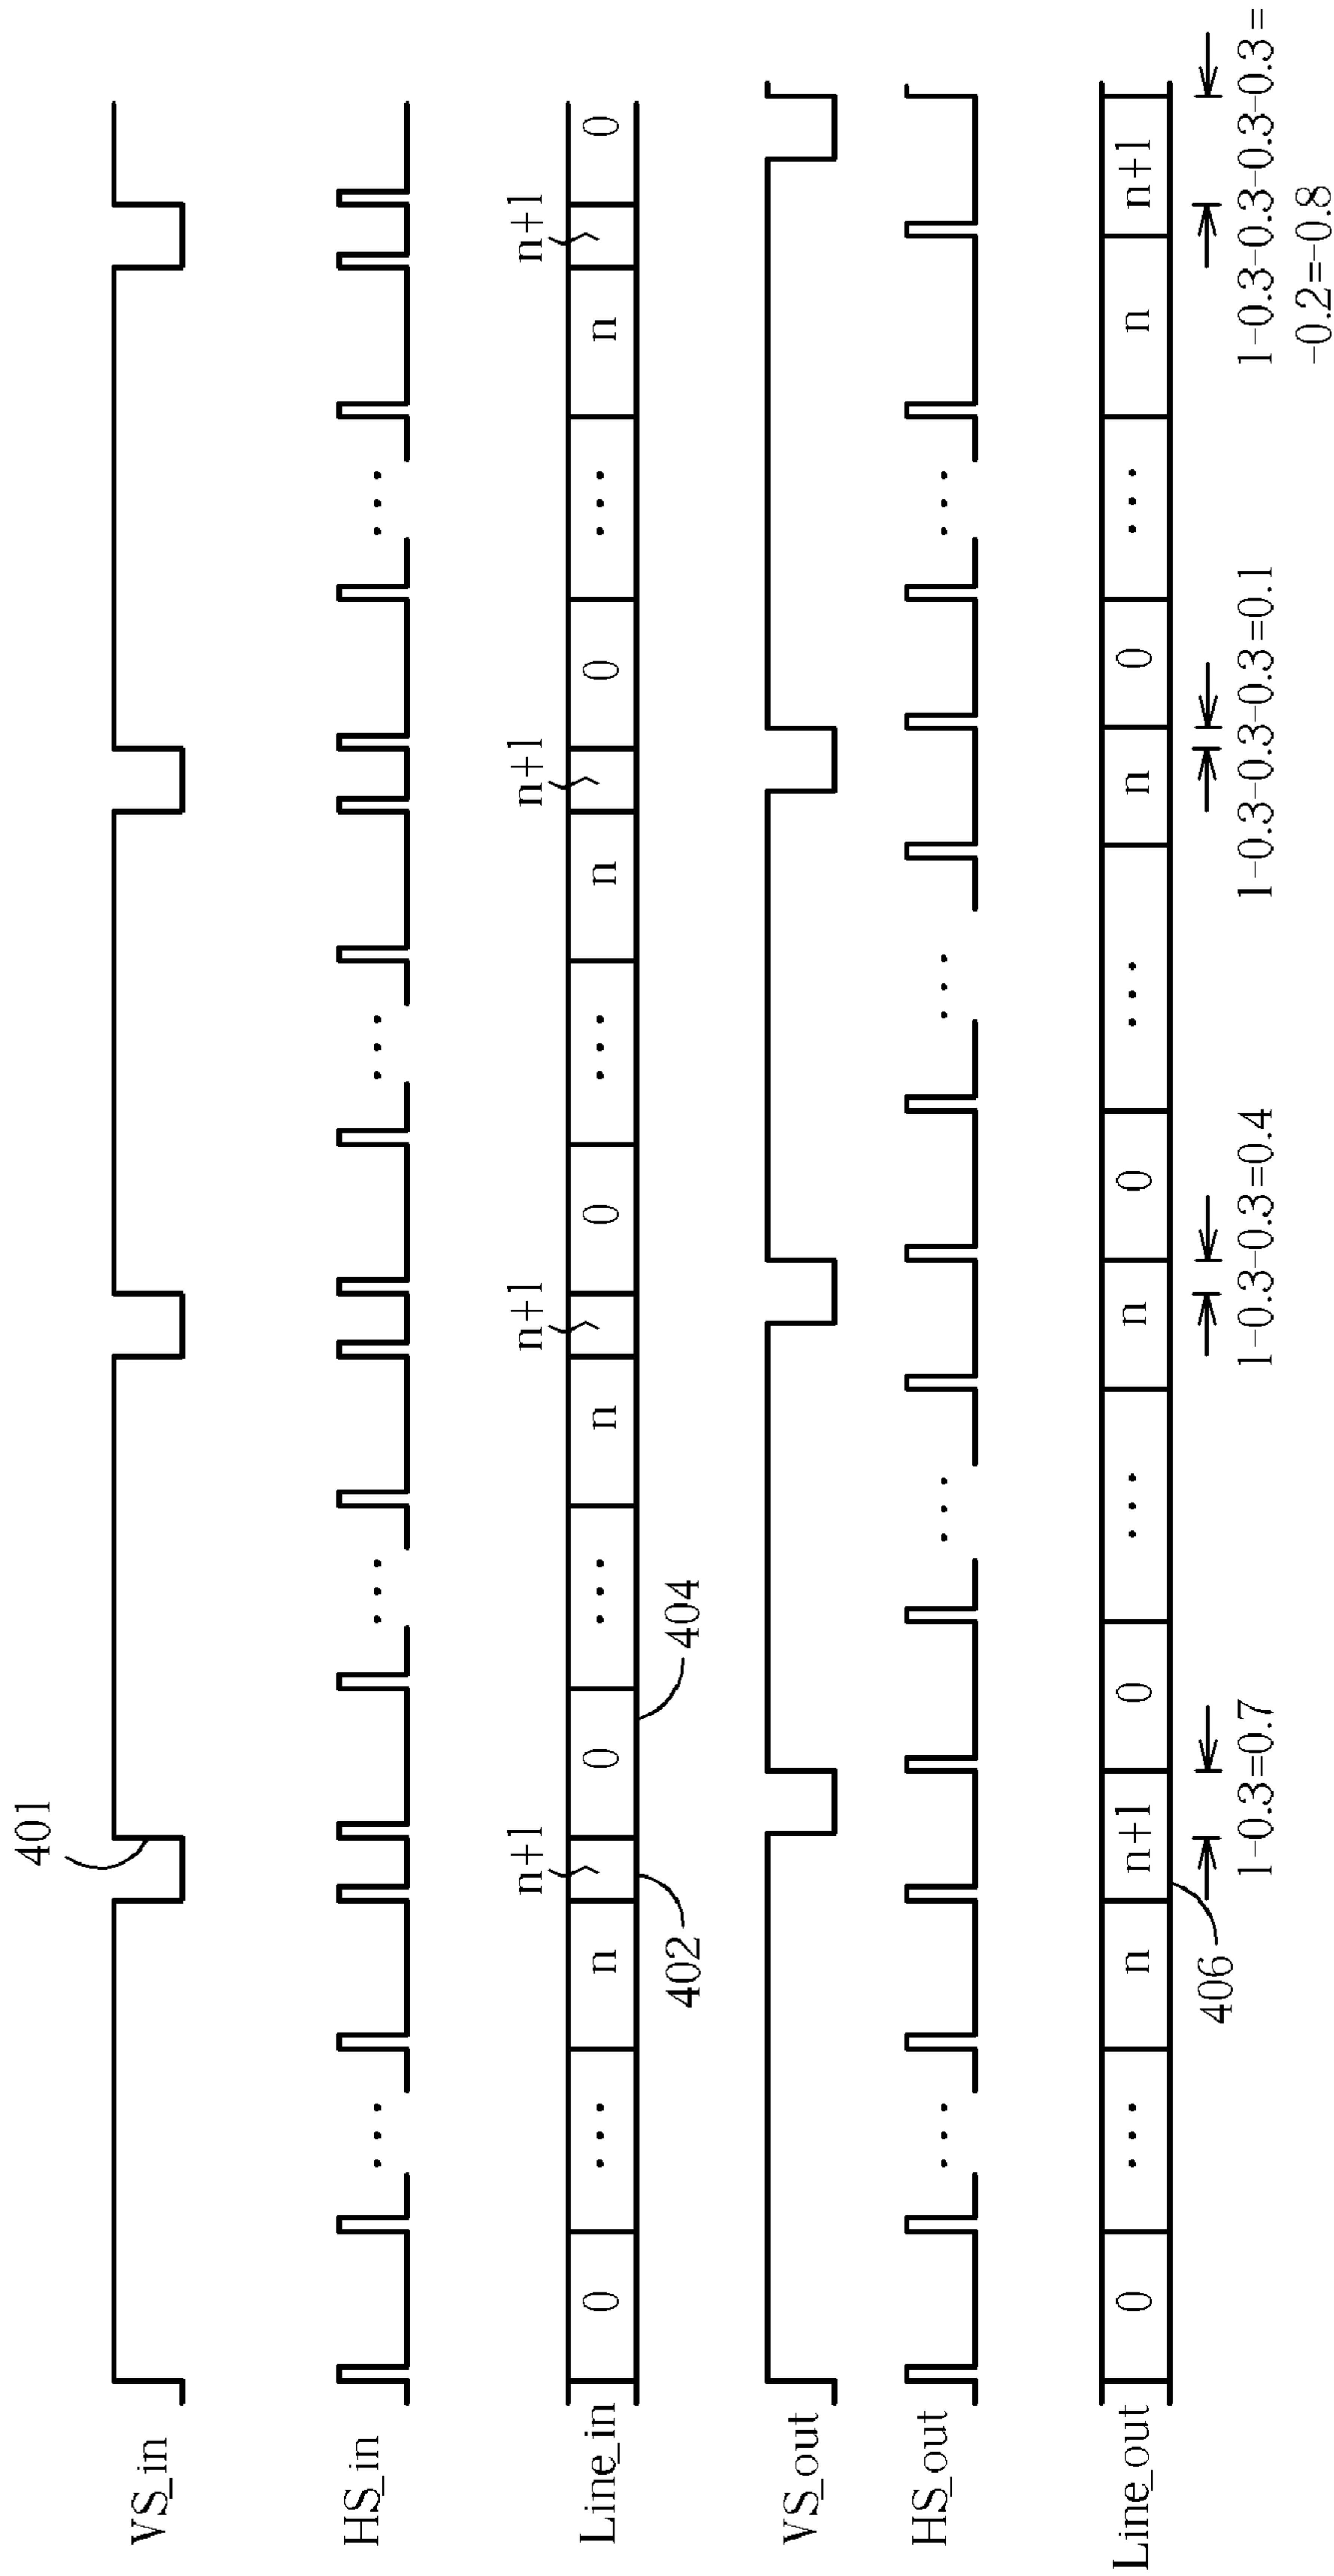 401
VS_in
HS_in
n+1 n+1 n+1 n+1
Line_in 0 ... n 0 ... n 0 ... n 0 ... n 0
402 404
VS_out
HS_out
Line_out 0 ... n n+1 0 ... n 0 ... n 0 ... n n+1
406
1-0.3=0.7 1-0.3-0.3=0.4 1-0.3-0.3-0.3=0.1 1-0.3-0.3-0.3-0.3=
-0.2=-0.8